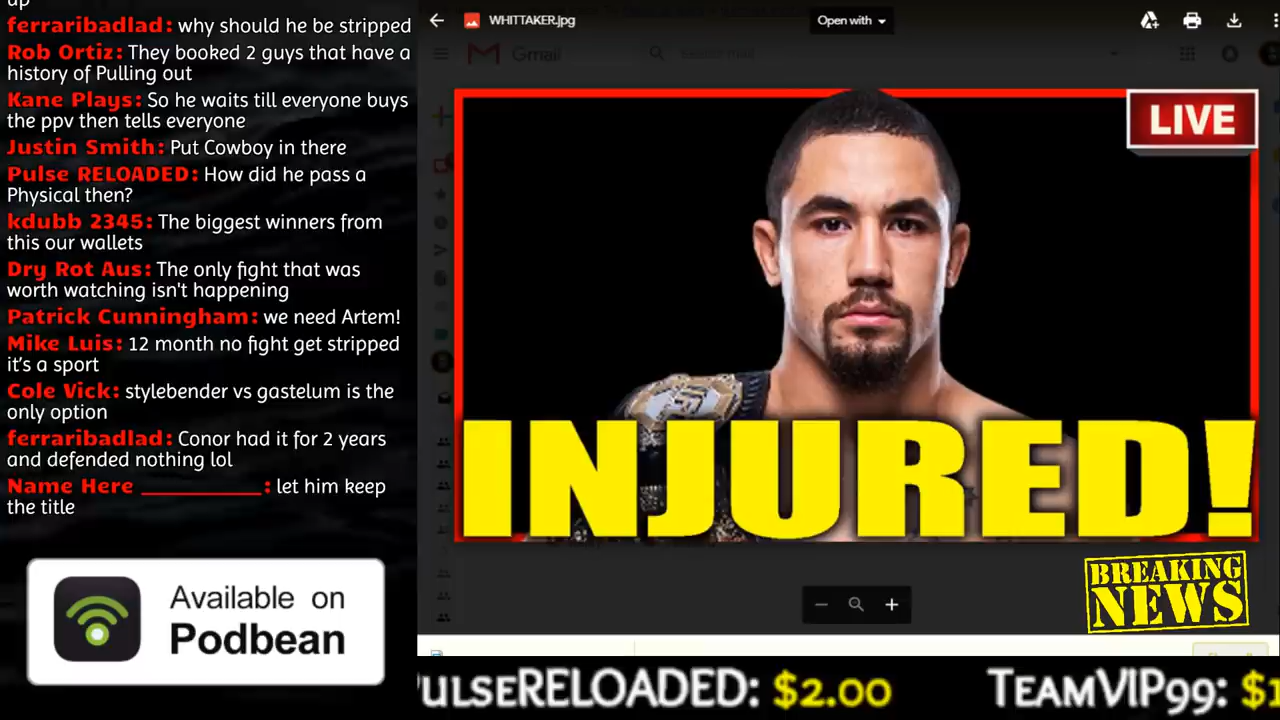 up
ferraribadlad: why should he be stripped
Rob Ortiz: They booked 2 guys that have a
history of Pulling out
Kane Plays: So he waits till everyone buys
the ppv then tells everyone
Justin Smith: Put Cowboy in there
Pulse RELOADED: How did he pass a
Physical then?
kdubb 2345: The biggest winners from
this our wallets
Dry Rot Aus: The only fight that was
worth watching isn't happening
Patrick Cunningham: we need Artem!
Mike Luis: 12 month no fight get stripped
it's a sport
Cole Vick: stylebender vs gastelum is the
only option
ferraribadlad: Conor had it for 2 years
and defended nothing lol
Name Here __________: let him keep
the title
Available on
Podbean
WHITTAKER.jpg
Open with
Gmail
Search mail
LIVE
INJURED!
BREAKING
NEWS
ulseRELOADED: $2.00 TeamVIP99: $1